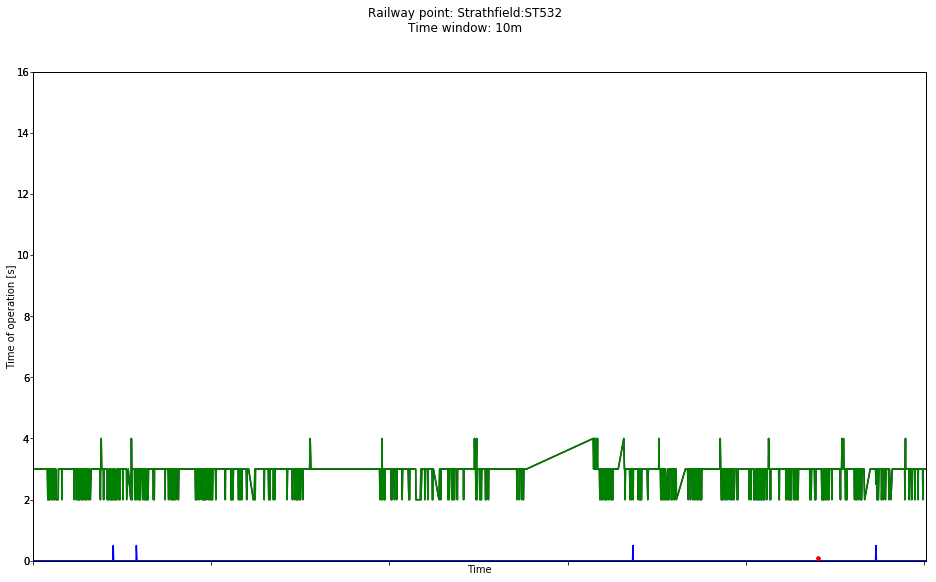 Railway point: Strathfield:ST532
Time window: 10m
16
14
12
10
8
6
4
2
0
Time of operation [s]
Time